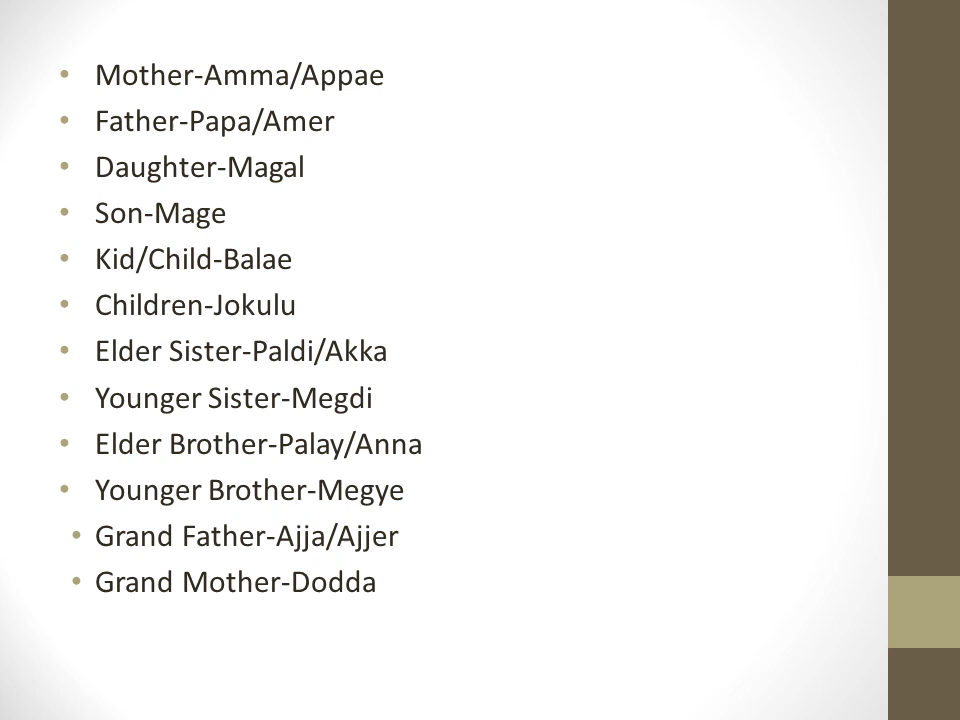 • Mother-Amma/Appae
• Father-Papa/Amer
• Daughter-Magal
• Son-Mage
• Kid/Child-Balae
• Children-Jokulu
• Elder Sister-Paldi/Akka
• Younger Sister-Megdi
• Elder Brother-Palay/Anna
• Younger Brother-Megye
• Grand Father-Ajja/Ajjer
• Grand Mother-Dodda